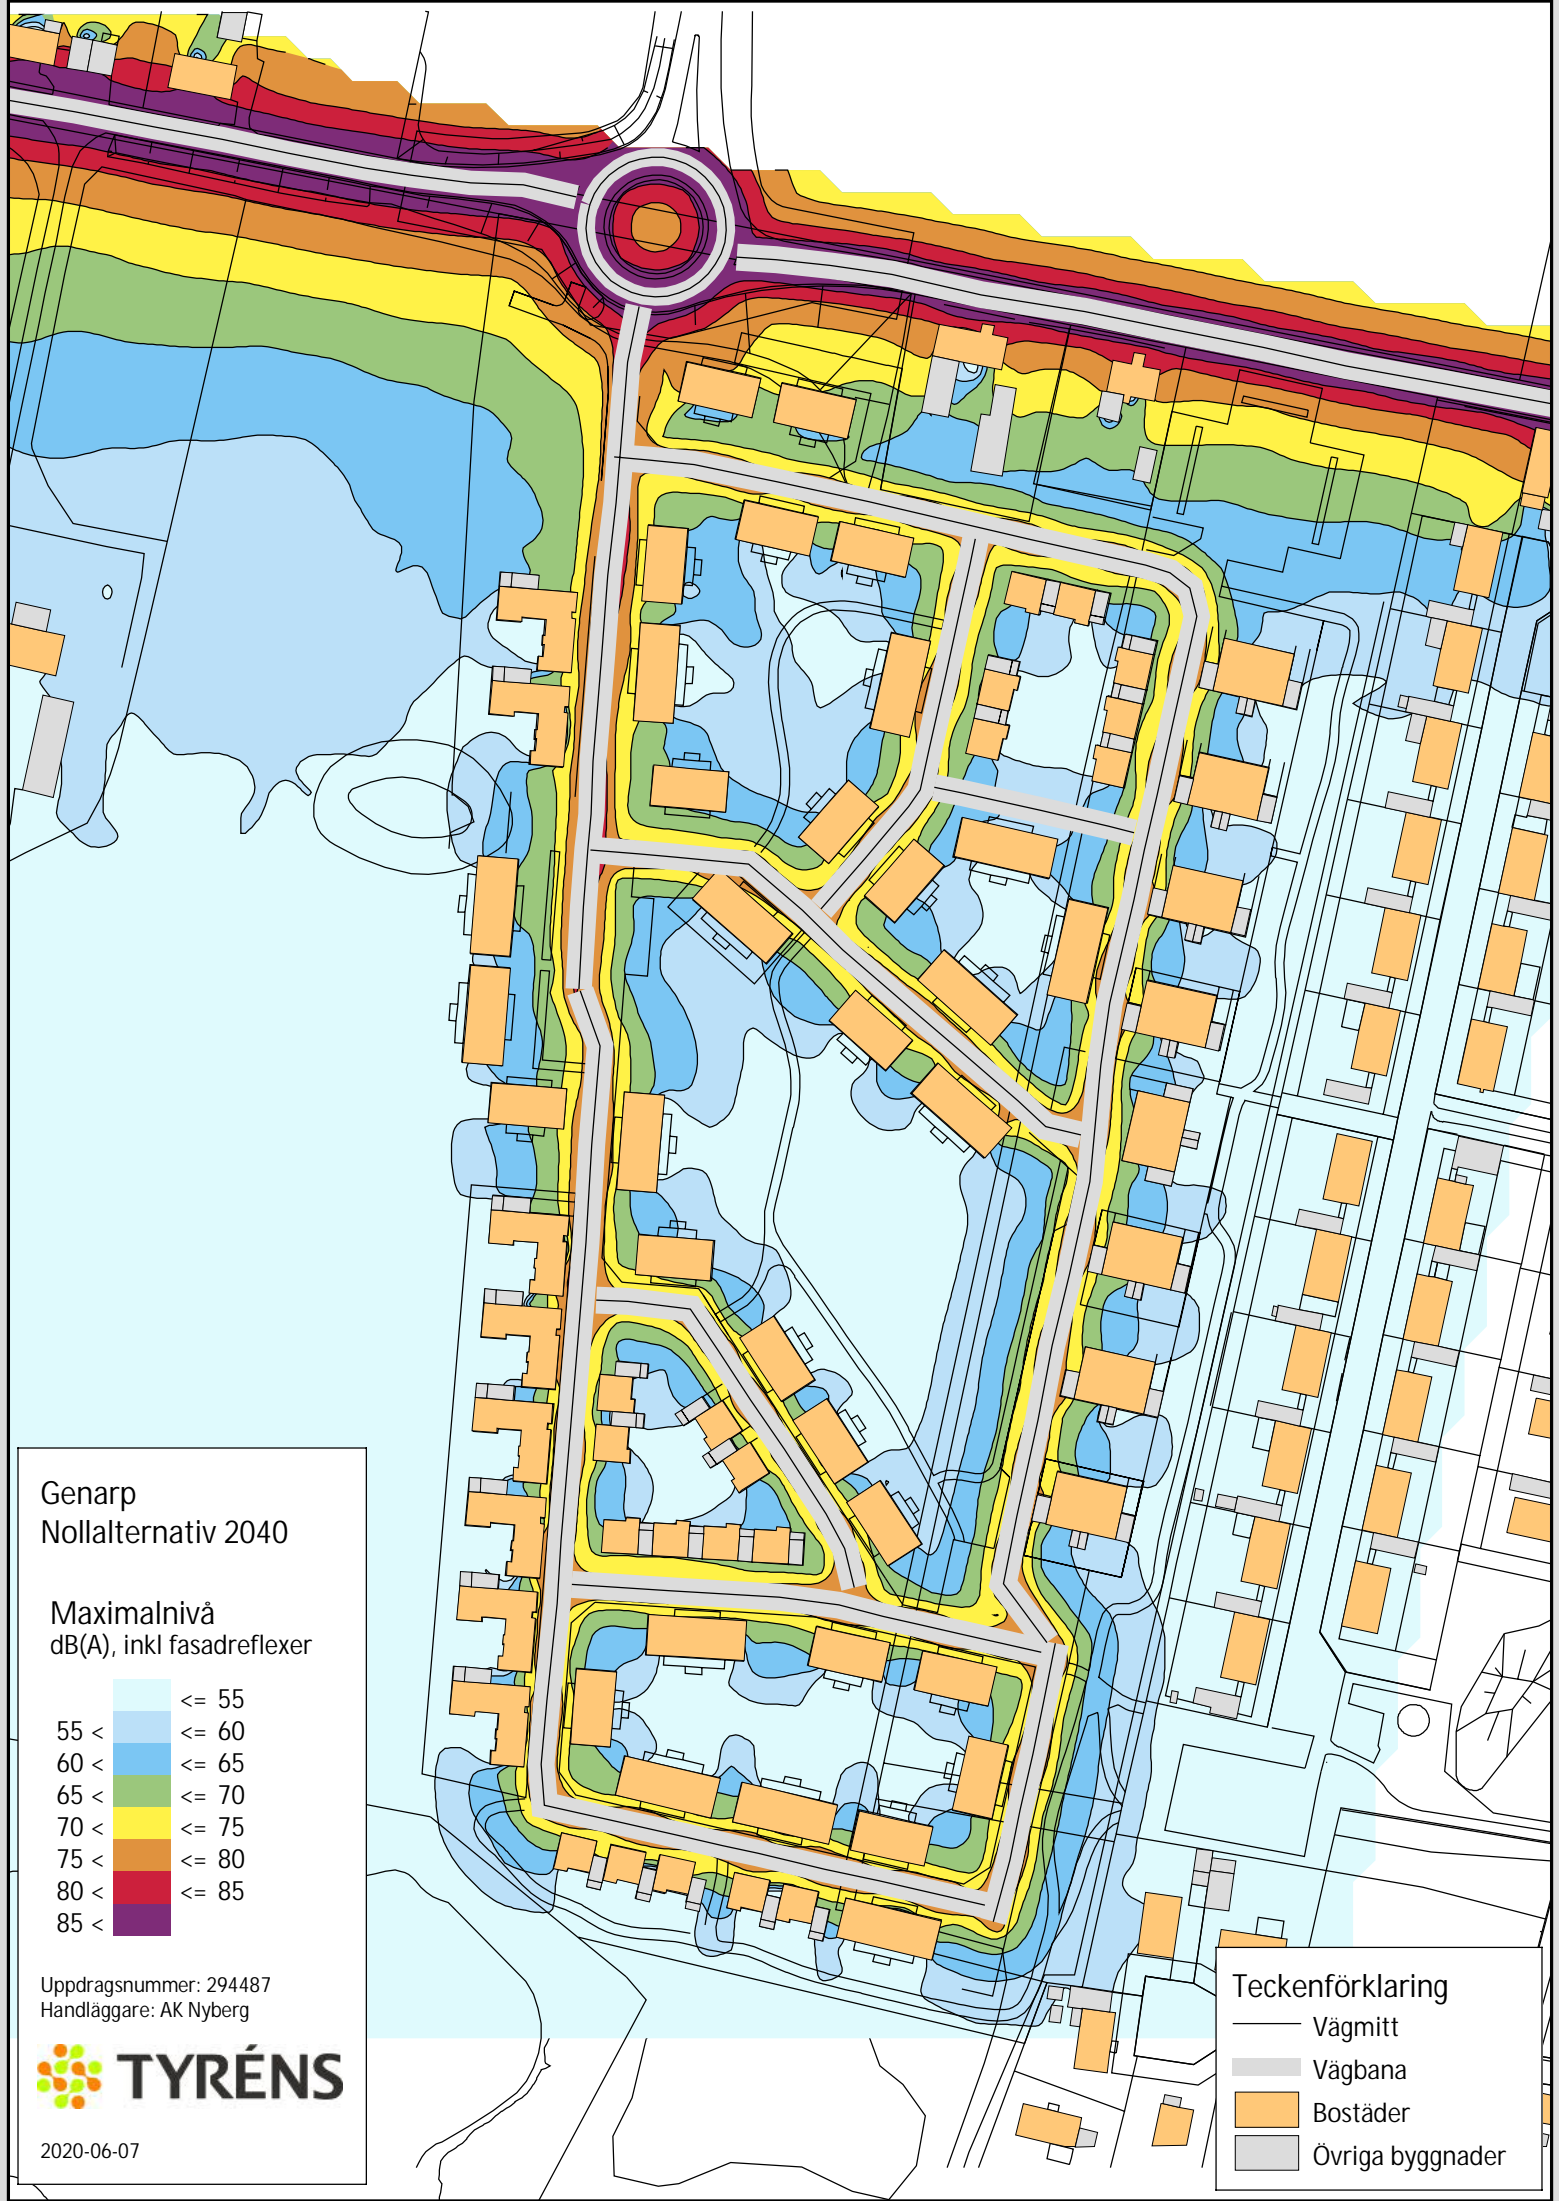 Genarp
Nollalternativ 2040
Maximalnivå
dB(A), inkl fasadreflexer
<= 55
55 < <= 60
60 < <= 65
65 < <= 70
70 < <= 75
75 < <= 80
80 < <= 85
85 <
Uppdragsnummer: 294487
Handläggare: AK Nyberg
TYRÉNS
2020-06-07
Teckenförklaring
Vägmitt
Vägbana
Bostäder
Övriga byggnader